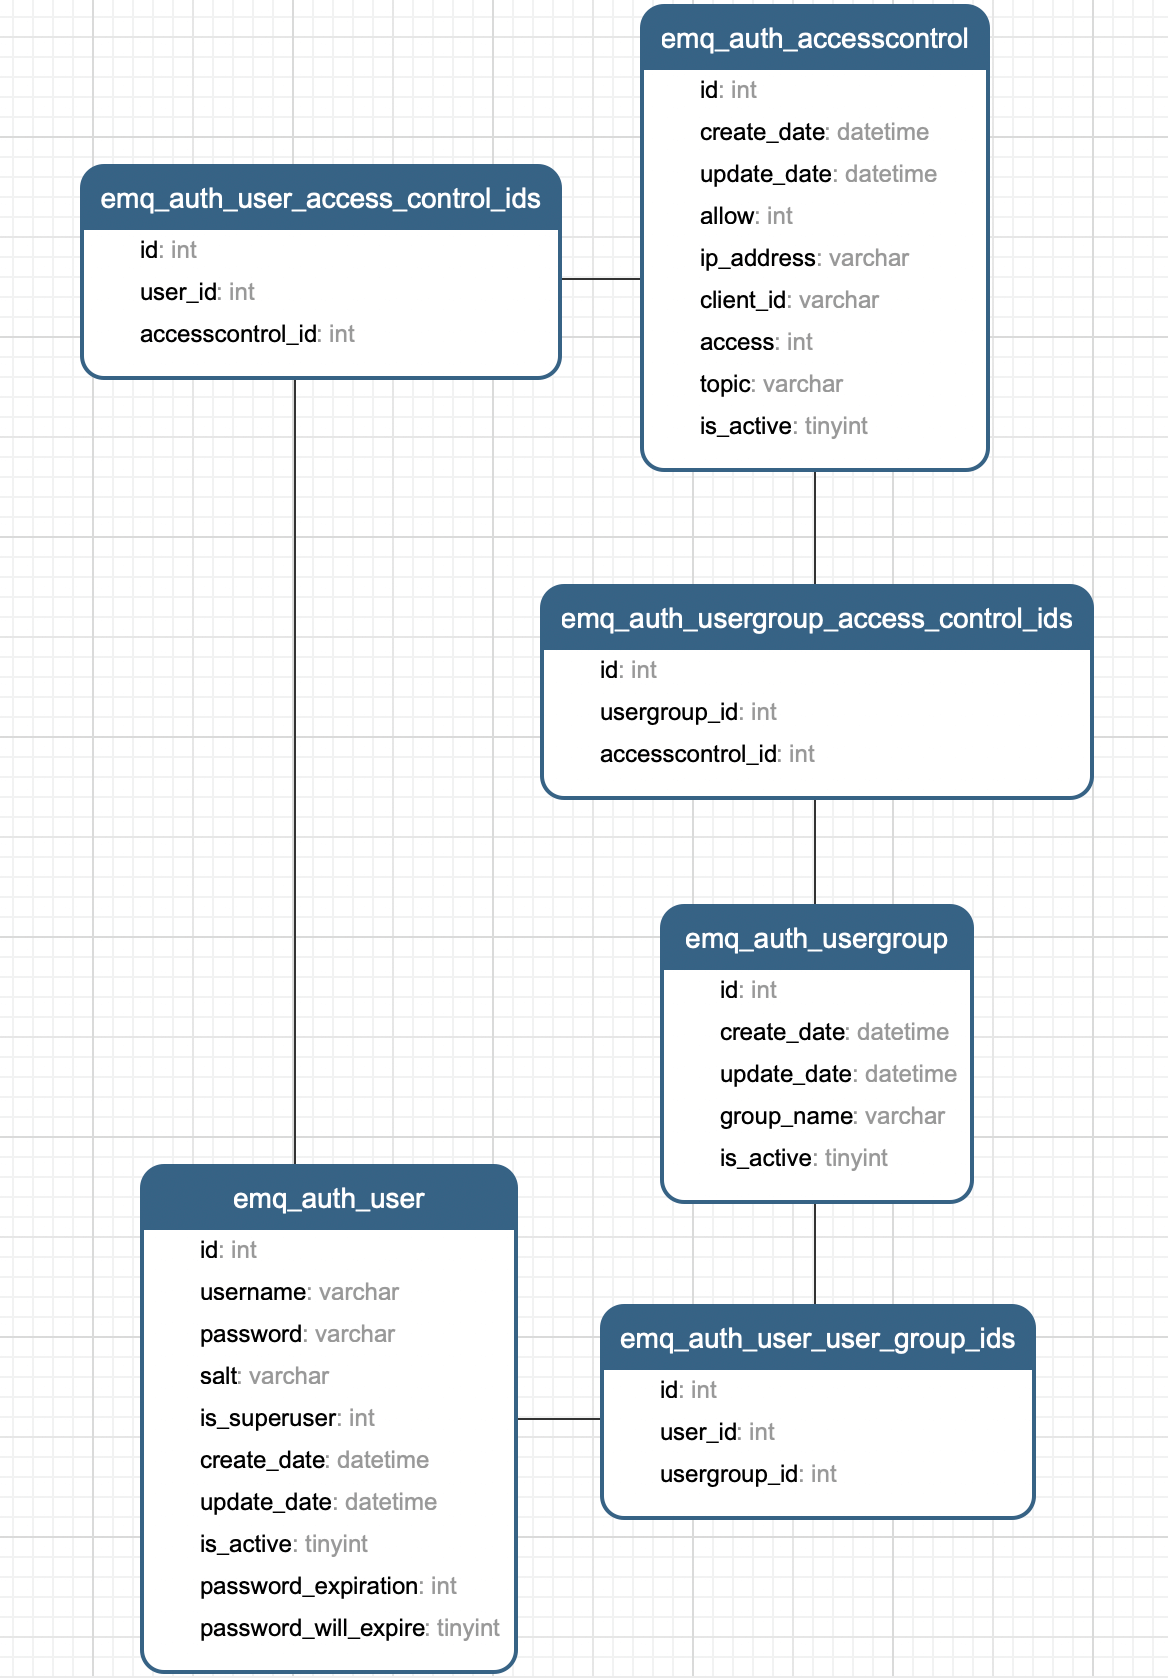 emq_auth_accesscontrol
id: int
create_date: datetime
update_date: datetime
allow: int
ip_address: varchar
client_id: varchar
access: int
topic: varchar
is_active: tinyint
emq_auth_user_access_control_ids
id: int
user_id: int
accesscontrol_id: int
emq_auth_usergroup_access_control_ids
id: int
usergroup_id: int
accesscontrol_id: int
emq_auth_usergroup
id: int
create_date: datetime
update_date: datetime
group_name: varchar
is_active: tinyint
emq_auth_user
id: int
username: varchar
password: varchar
salt: varchar
is_superuser: int
create_date: datetime
update_date: datetime
is_active: tinyint
password_expiration: int
password_will_expire: tinyint
emq_auth_user_user_group_ids
id: int
user_id: int
usergroup_id: int